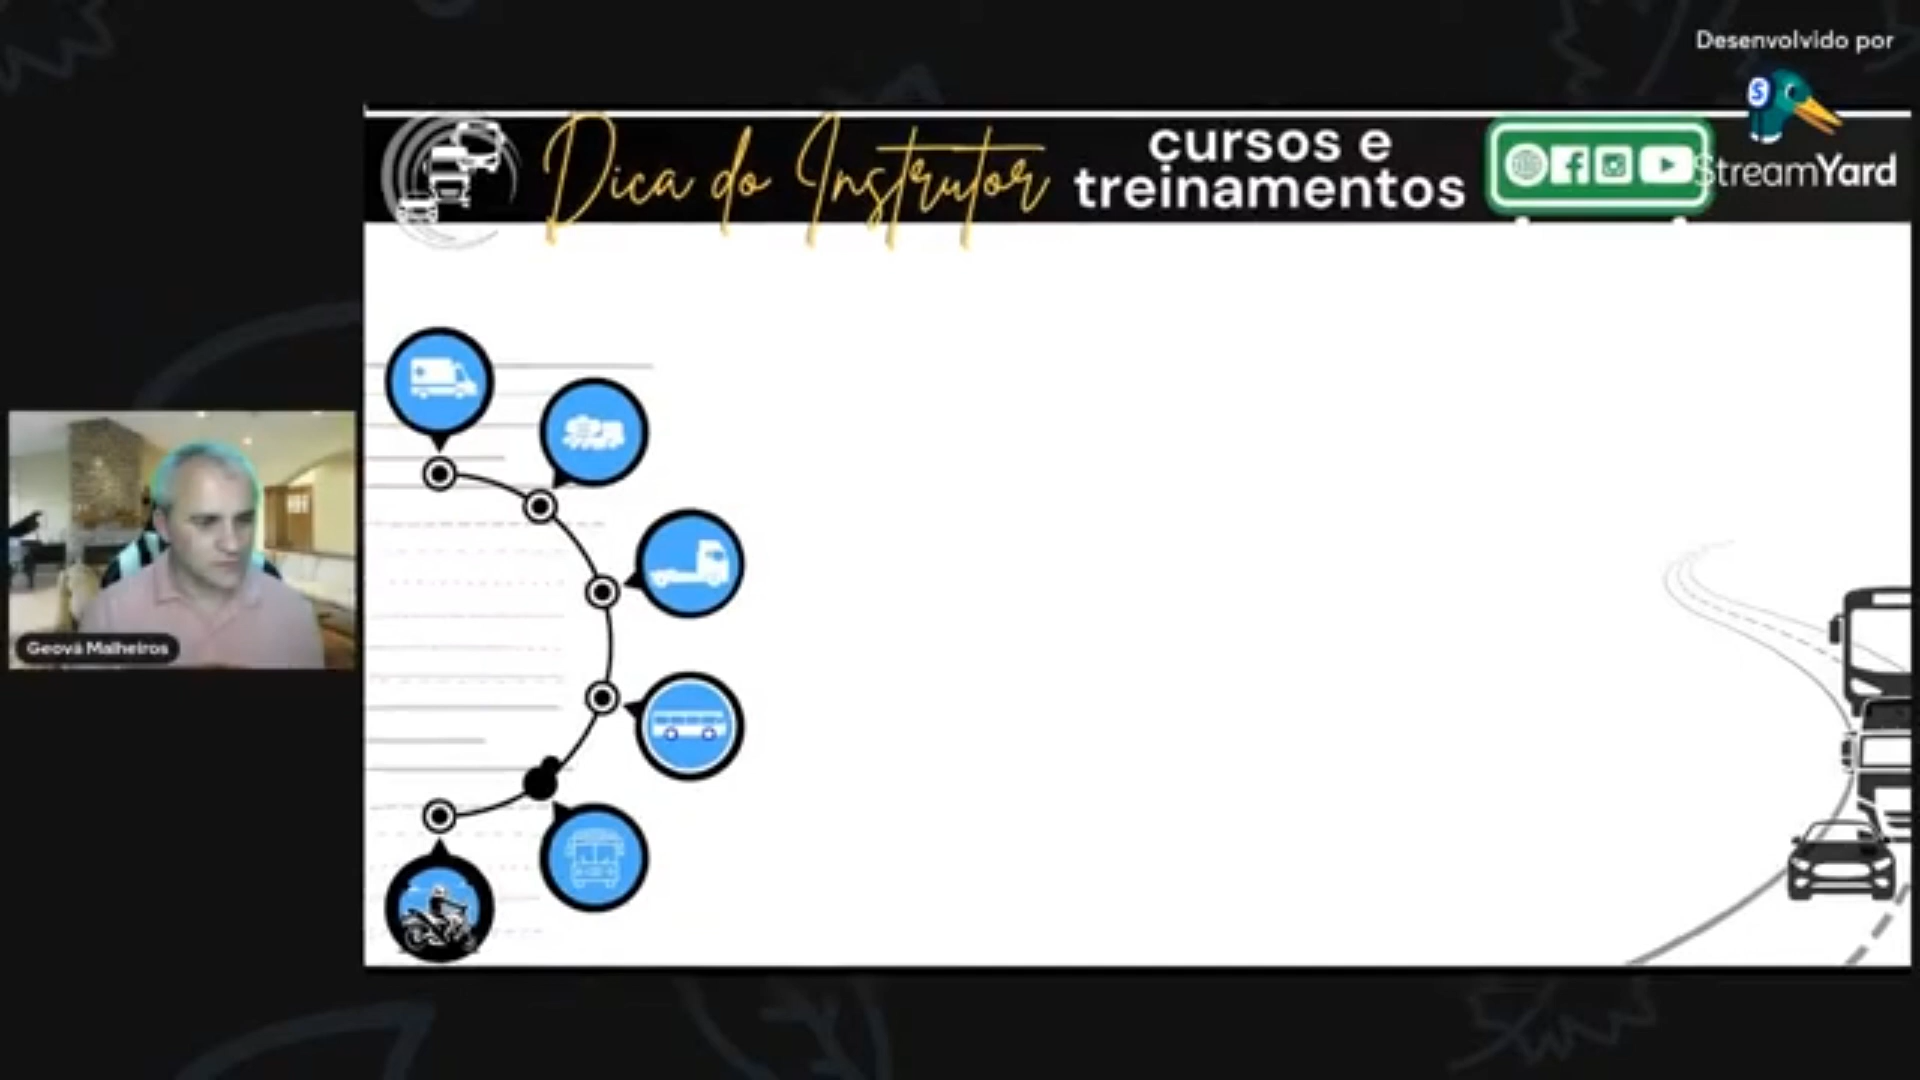 Desenvolvido por
StreamYard
Dica do Instrutor
cursos e
treinamentos
Geová Malheiros